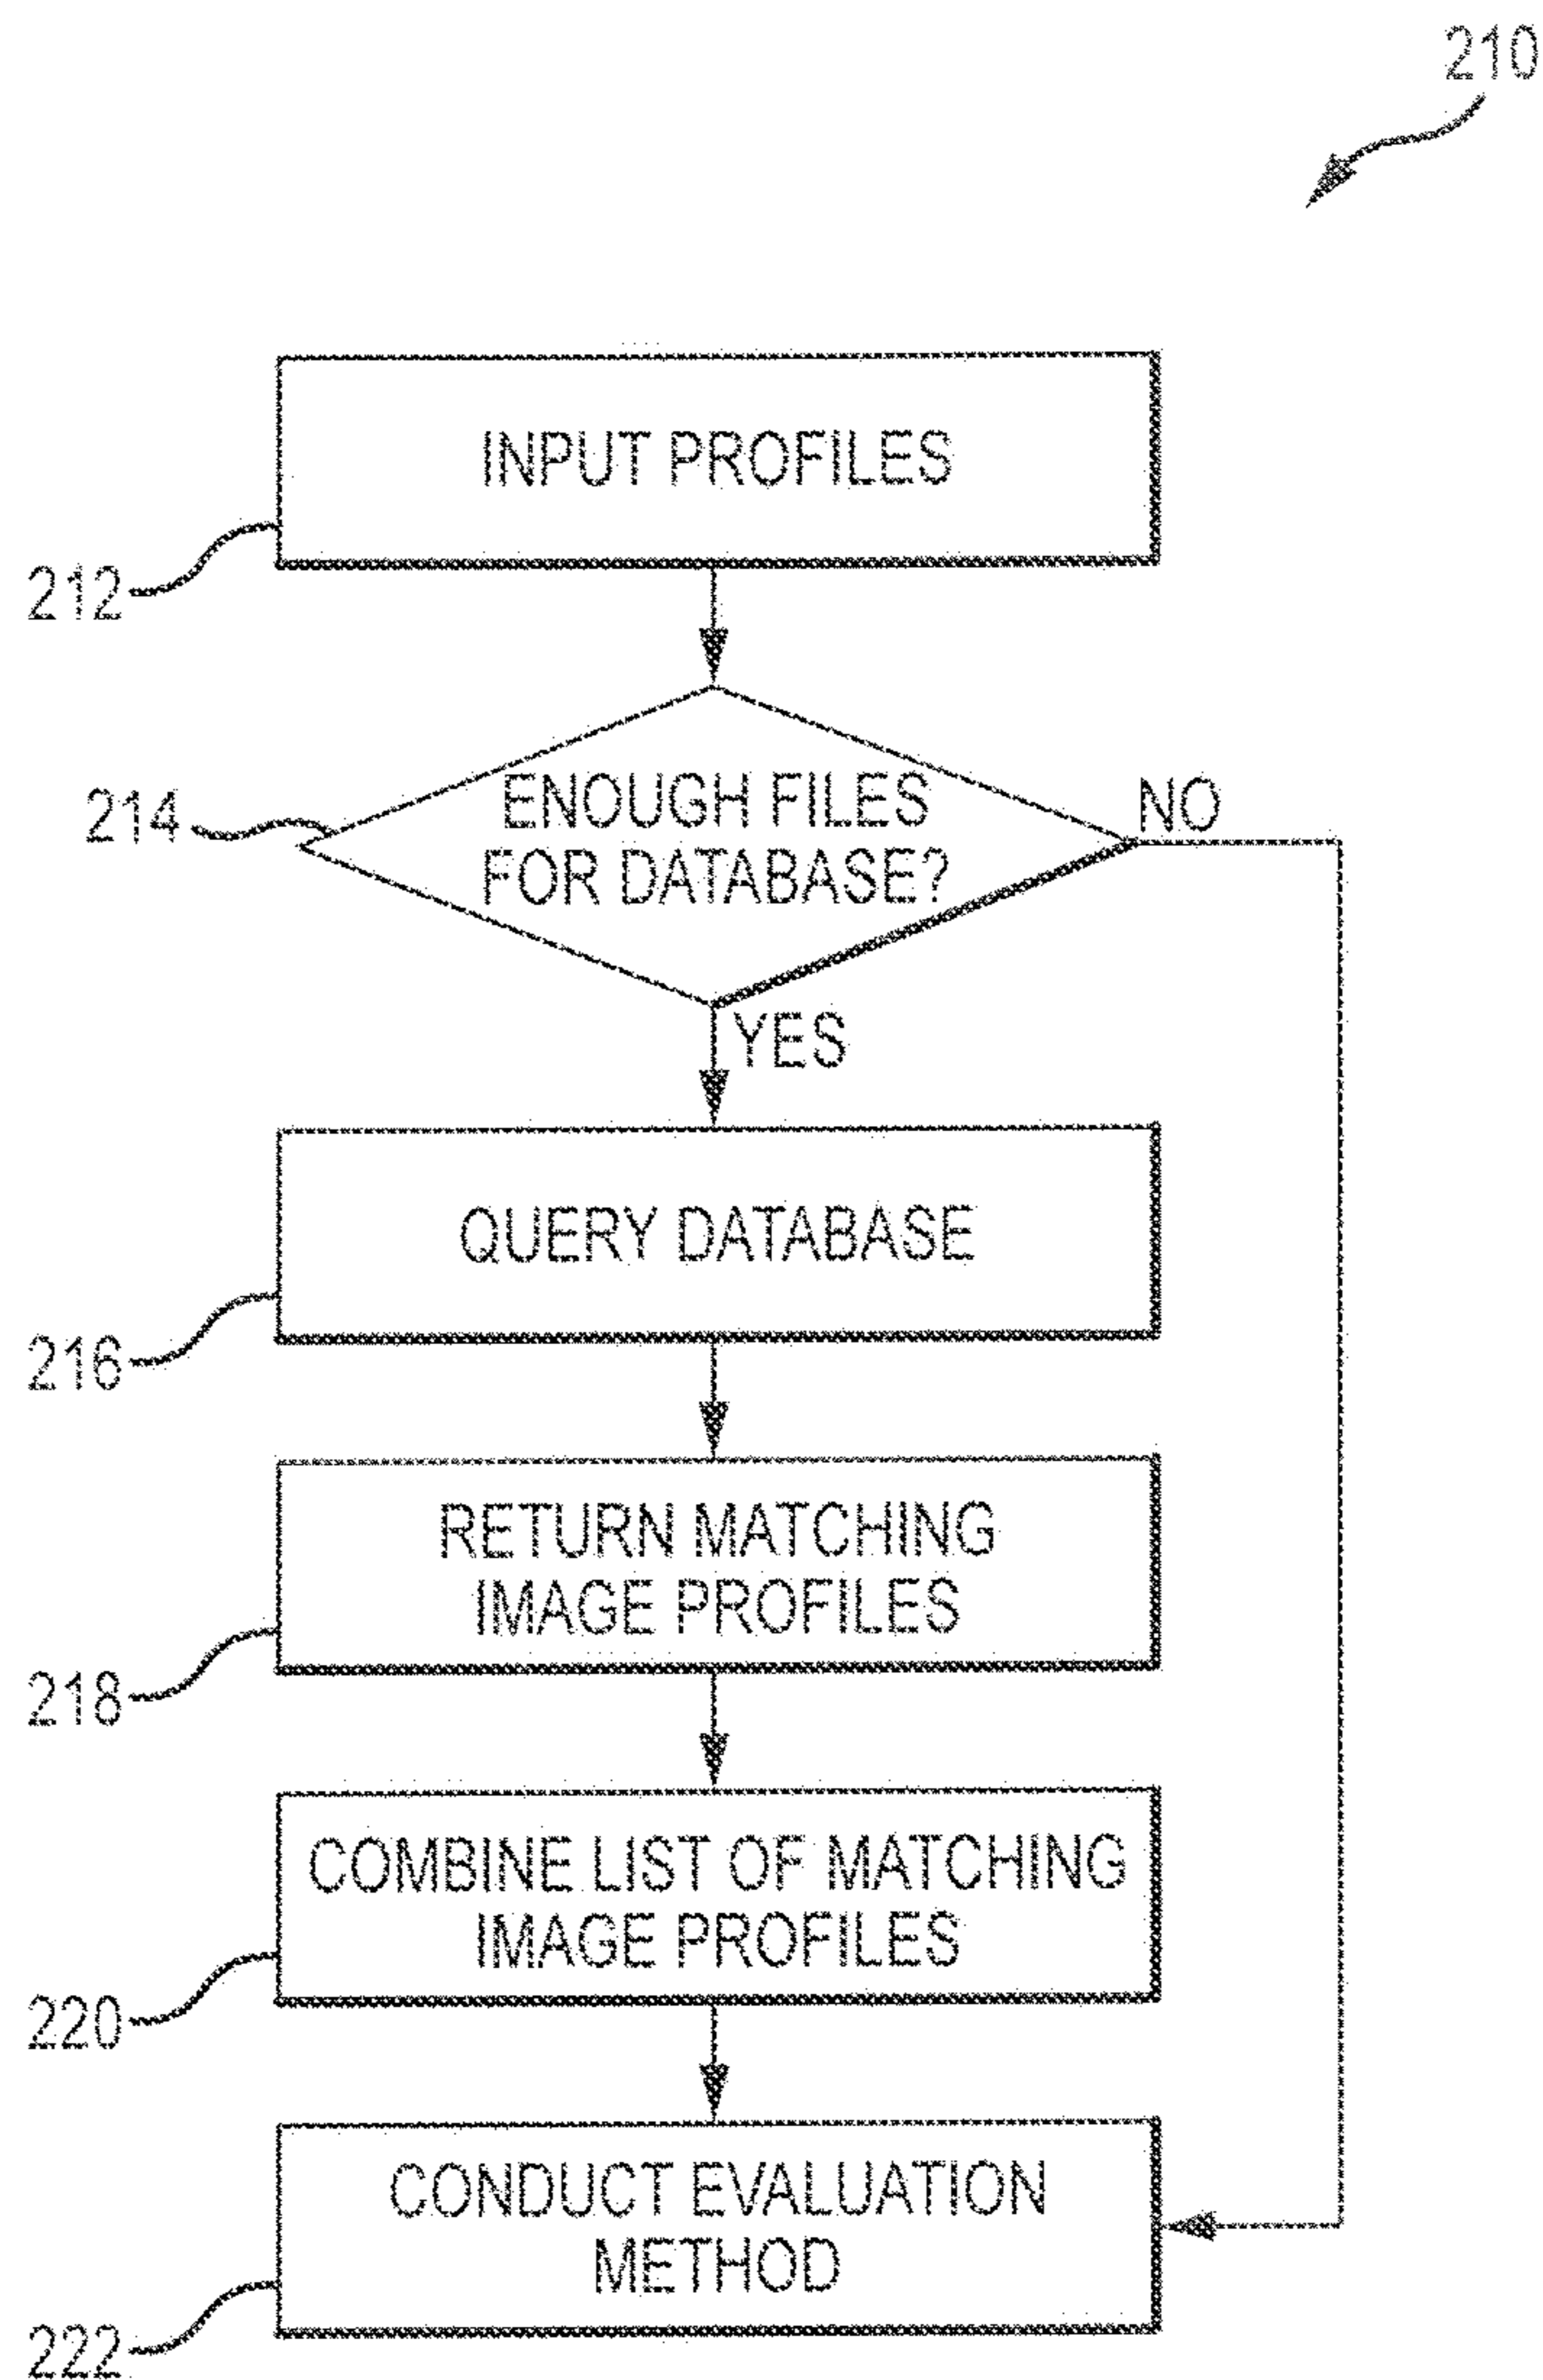 210
INPUT PROFILES
212
ENOUGH FILES
FOR DATABASE?
214
NO
YES
QUERY DATABASE
216
RETURN MATCHING
IMAGE PROFILES
218
COMBINE LIST OF MATCHING
IMAGE PROFILES
220
CONDUCT EVALUATION
METHOD
222